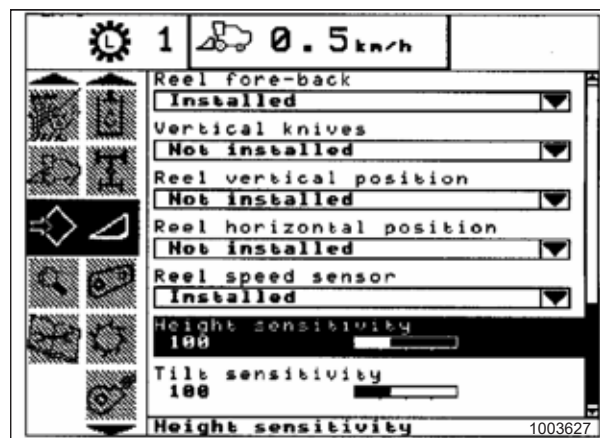 L 1 0.5km/h
Reel fore-back
Installed
Vertical knives
Not installed
Reel vertical position
Not installed
Reel horizontal position
Not installed
Reel speed sensor
Installed
Height sensitivity
100
Tilt sensitivity
100
Height sensitivity
1003627